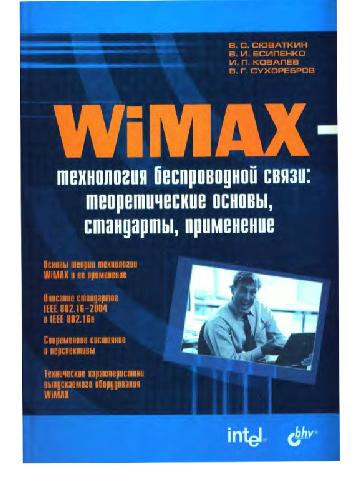 В. С. СЮВАТКИН
В. И. ЕСИПЕНКО
И. П. КОВАЛЕВ
В. Г. СУХОРЕБРОВ
WiMAX-
технология беспроводной связи:
теоретические основы,
стандарты, применение
Основы теории технологии
WiMAX и ее применение
Описание стандартов
IEEE 802.16-2004
и IEEE 802.16e
Современное состояние
и перспективы
Технические характеристики
выпускаемого оборудования
WiMAX
intel
bhv